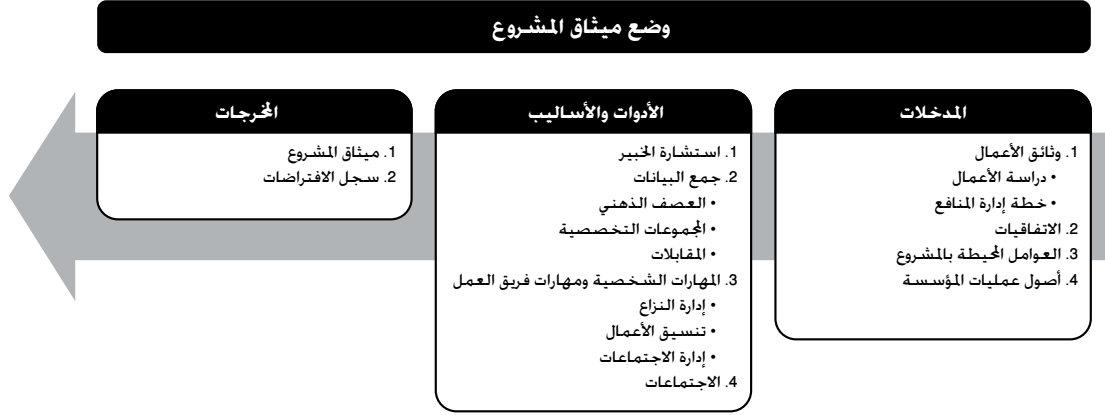 وضع ميثاق المشروع
المدخلات
1. وثائق الأعمال
• دراسة الأعمال
• خطة إدارة المنافع
2. الاتفاقيات
3. العوامل المحيطة بالمشروع
4. أصول عمليات المؤسسة
الأدوات والأساليب
1. استشارة الخبير
2. جمع البيانات
• العصف الذهني
• المجموعات التخصصية
• المقابلات
3. المهارات الشخصية ومهارات فريق العمل
• إدارة النزاع
• تنسيق الأعمال
• إدارة الاجتماعات
4. الاجتماعات
المخرجات
1. ميثاق المشروع
2. سجل الافتراضات